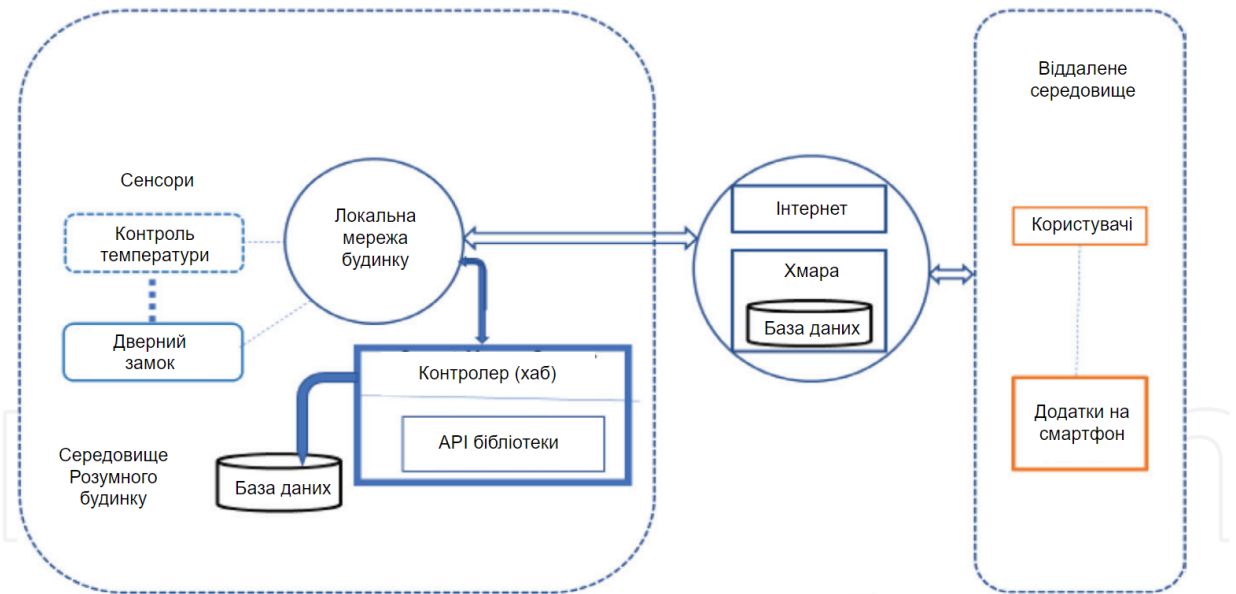 Віддалене
середовище
Сенсори
Контроль
температури
Дверний
замок
Локальна
мережа
будинку
Контролер (хаб)
API бібліотеки
База даних
Середовище
Розумного
будинку
Інтернет
Хмара
База даних
Користувачі
Додатки на
смартфон